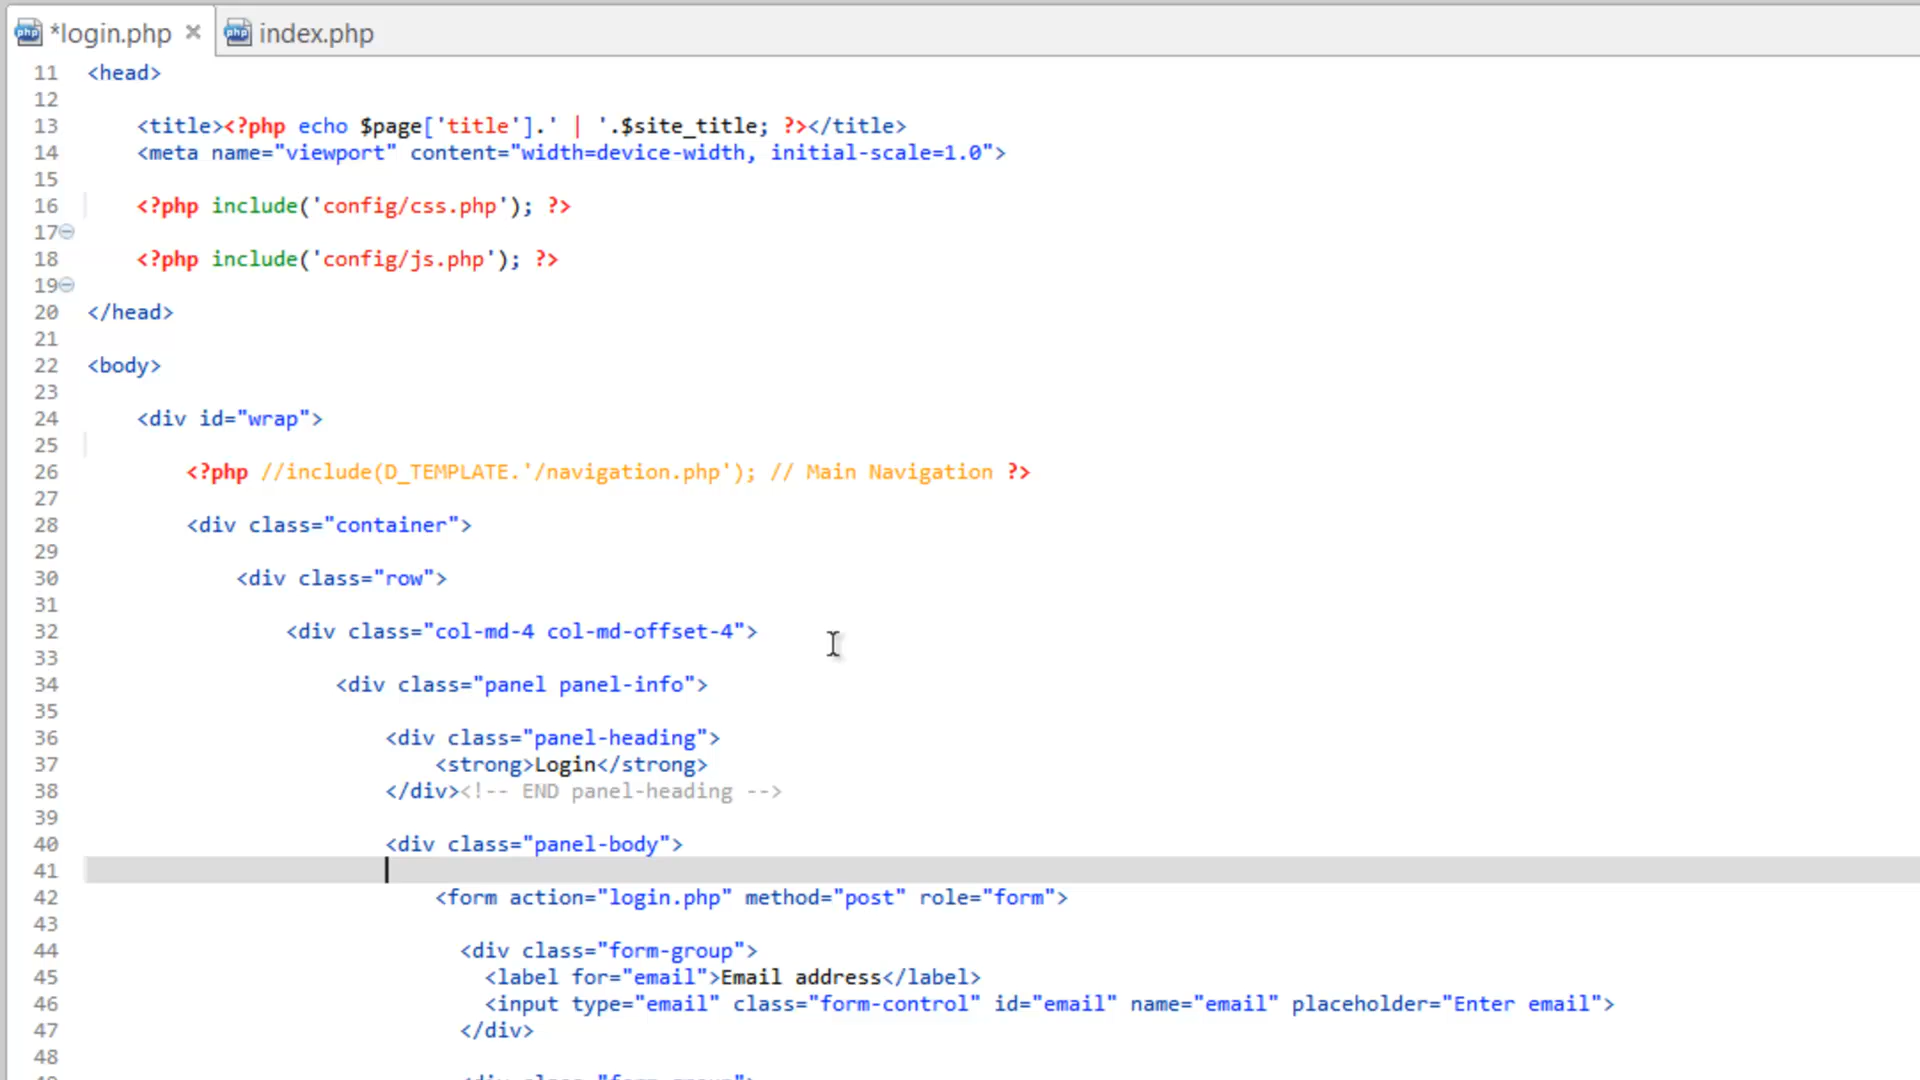 *login.php
index.php
11 <head>
12
13 <title><?php echo $page['title'].' | '.$site_title; ?></title>
14 <meta name="viewport" content="width=device-width, initial-scale=1.0">
15
16 <?php include('config/css.php'); ?>
17
18 <?php include('config/js.php'); ?>
19
20 </head>
21
22 <body>
23
24 <div id="wrap">
25
26 <?php //include(D_TEMPLATE.'/navigation.php'); // Main Navigation ?>
27
28 <div class="container">
29
30 <div class="row">
31
32 <div class="col-md-4 col-md-offset-4">
33
34 <div class="panel panel-info">
35
36 <div class="panel-heading">
37 <strong>Login</strong>
38 </div><!-- END panel-heading -->
39
40 <div class="panel-body">
41
42 <form action="login.php" method="post" role="form">
43
44 <div class="form-group">
45 <label for="email">Email address</label>
46 <input type="email" class="form-control" id="email" name="email" placeholder="Enter email">
47 </div>
48